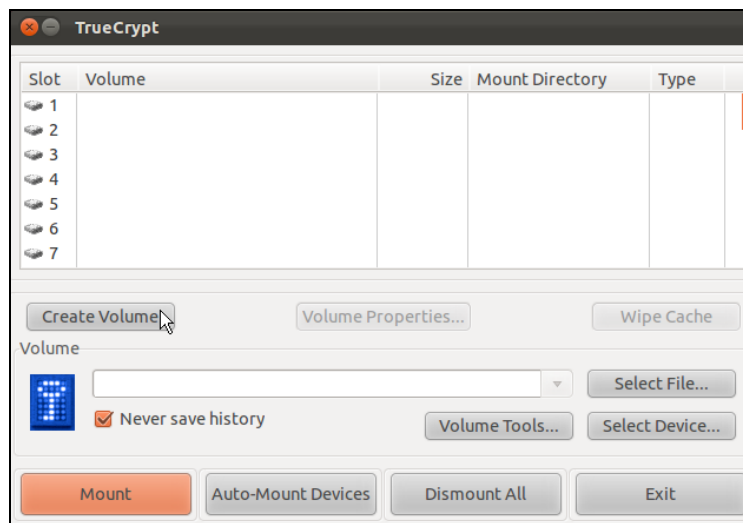 TrueCrypt
Slot Volume Size Mount Directory Type
1
2
3
4
5
6
7
Create Volume Volume Properties... Wipe Cache
Volume
Select File...
Never save history
Volume Tools... Select Device...
Mount Auto-Mount Devices Dismount All Exit